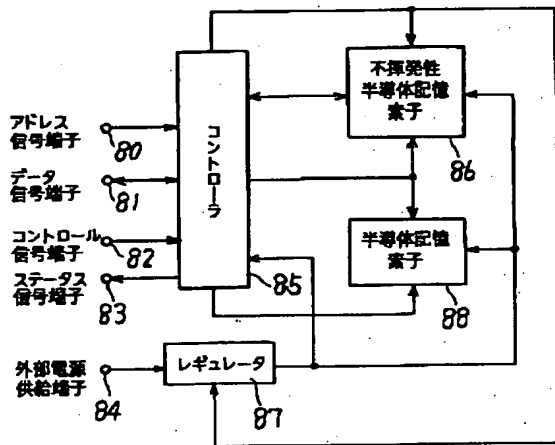 アドレス
信号端子
80
データ
信号端子
81
コントロール
信号端子
82
ステータス
信号端子
83
外部電源
供給端子
84
コントローラ
85
不揮発性
半導体記憶
素子
86
半導体記憶
素子
88
レギュレータ
87